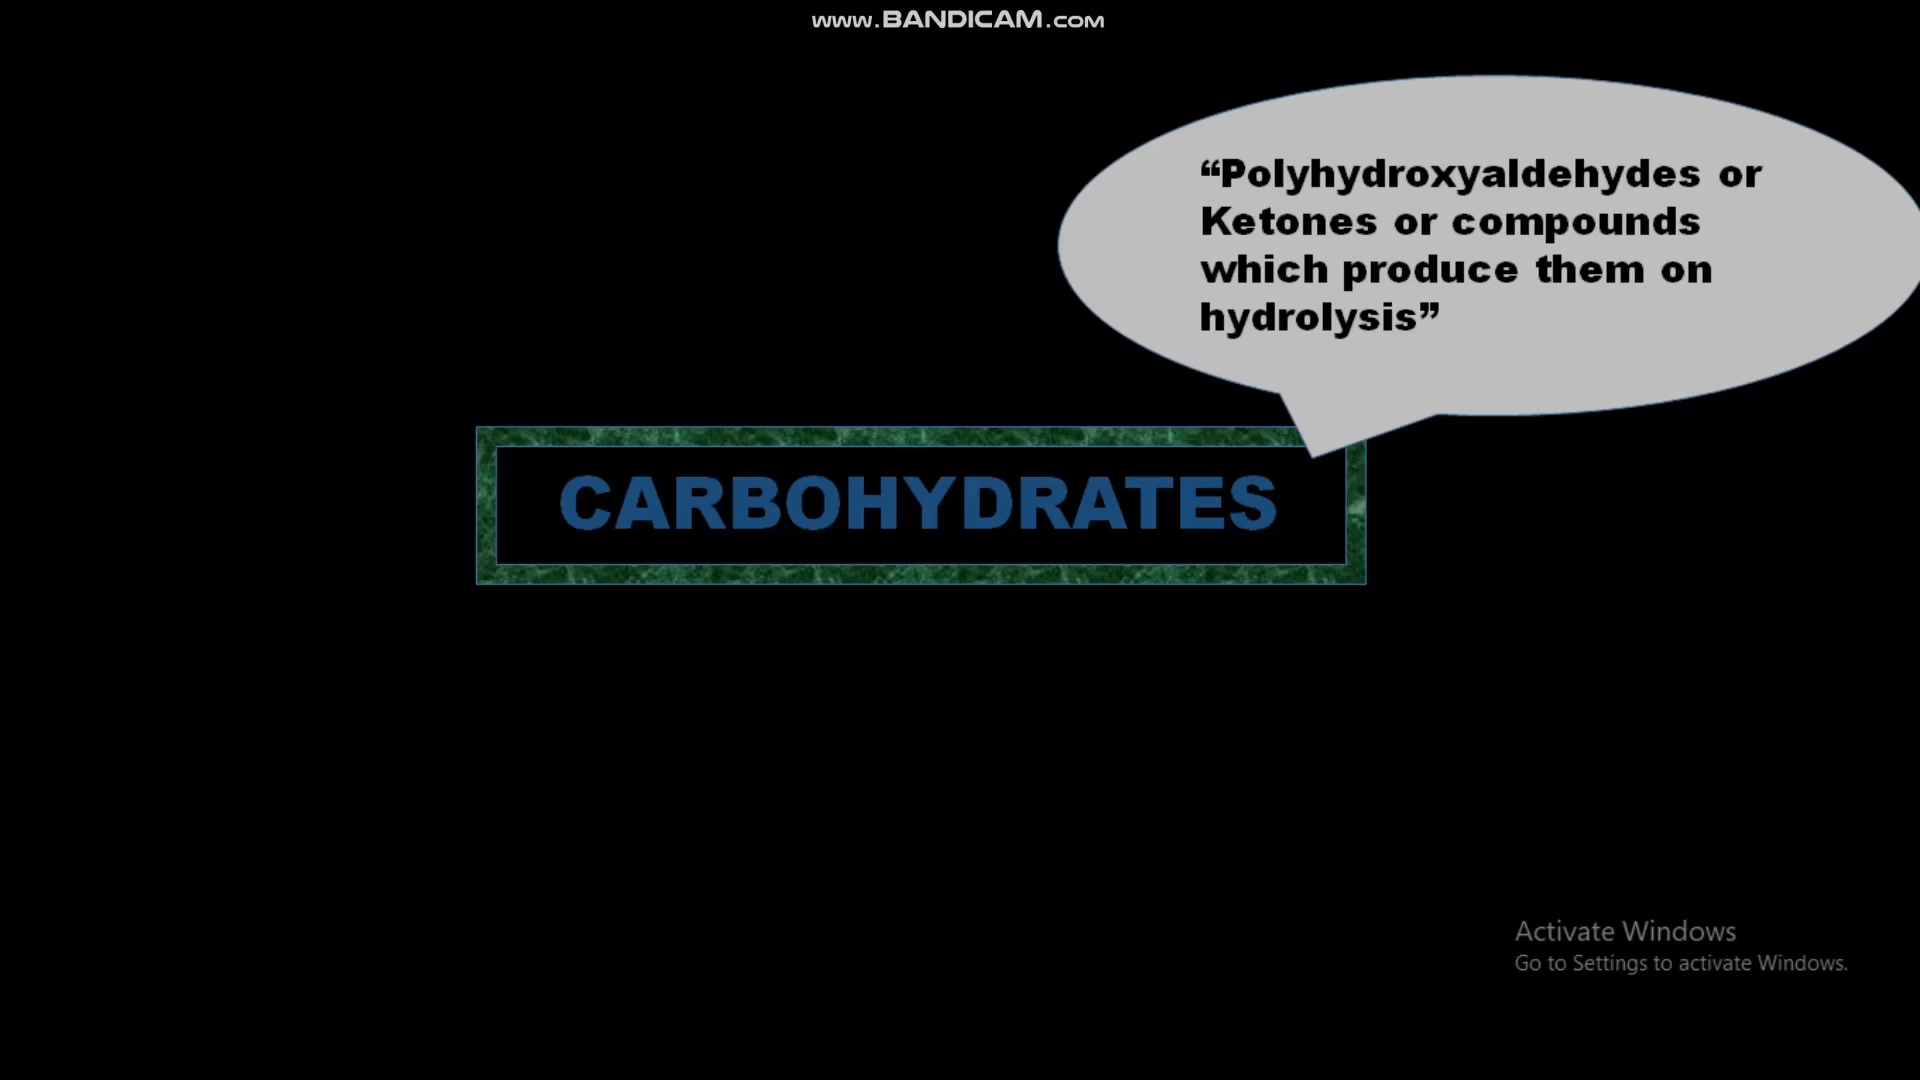 www.BANDICAM.com
“Polyhydroxyaldehydes or
Ketones or compounds
which produce them on
hydrolysis”
CARBOHYDRATES
Activate Windows
Go to Settings to activate Windows.